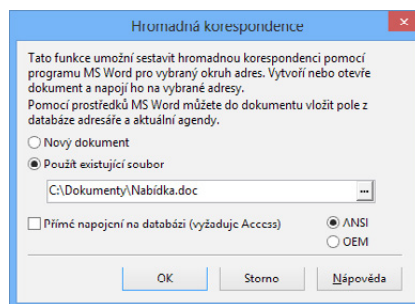 Hromadná korespondence
Tato funkce umožní sestavit hromadnou korespondenci pomocí
programu MS Word pro vybraný okruh adres. Vytvoří nebo otevře
dokument a napojí ho na vybrané adresy.
Pomocí prostředků MS Word můžete do dokumentu vložit pole z
databáze adresáře a aktuální agendy.
Nový dokument
Použít existující soubor
C:\Dokumenty\Nabídka.doc ...
Přímé napojení na databázi (vyžaduje Access) ANSI
OEM
OK Storno Nápověda